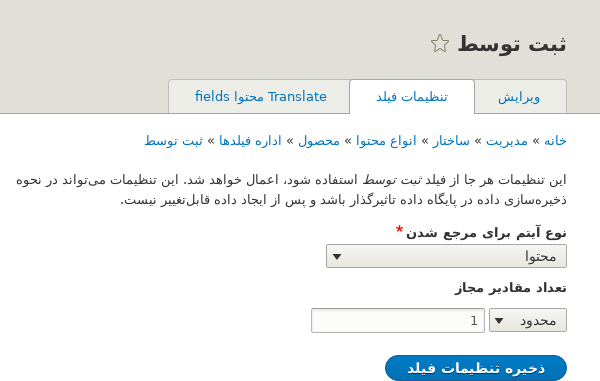 ثبت توسط
ویرایش
تنظیمات فیلد
Translate محتوا fields
خانه » مدیریت » ساختار » انواع محتوا » محصول » اداره فیلدها » ثبت توسط
این تنظیمات هر جا از فیلد ثبت توسط استفاده شود، اعمال خواهد شد. این تنظیمات می‌تواند در نحوه
ذخیره‌سازی داده در پایگاه داده تاثیرگذار باشد و پس از ایجاد داده قابل‌تغییر نیست.
نوع آیتم برای مرجع شدن *
محتوا
تعداد مقادیر مجاز
محدود 1
ذخیره تنظیمات فیلد